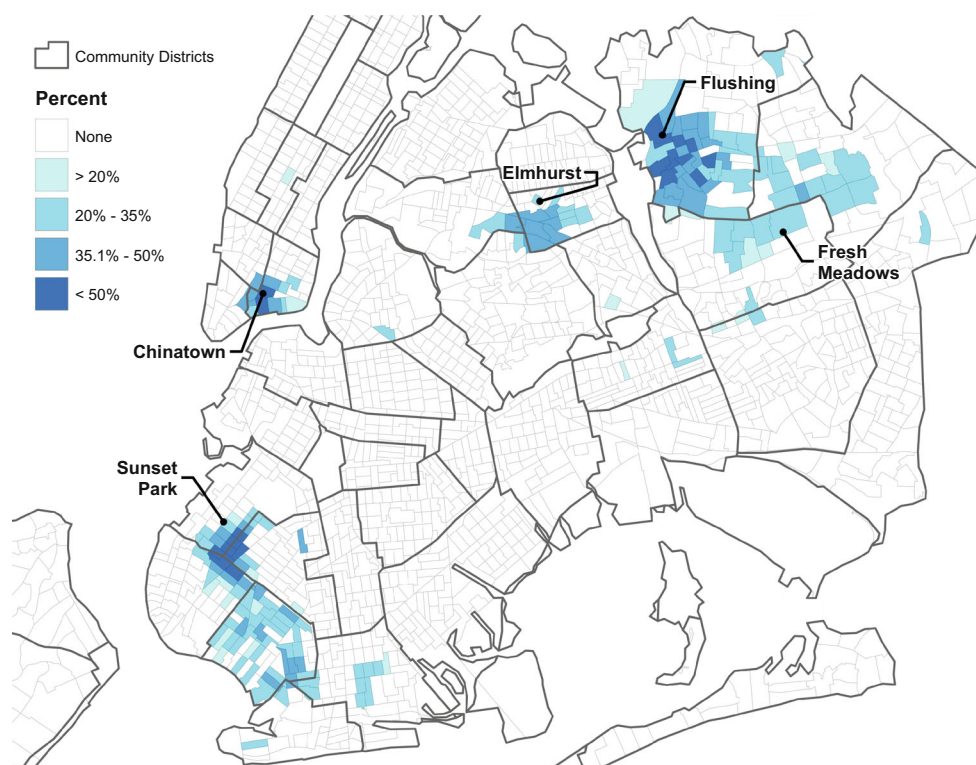 Community Districts
Percent
None
> 20%
20% - 35%
35.1% - 50%
< 50%
Flushing
Elmhurst
Fresh
Meadows
Chinatown
Sunset
Park